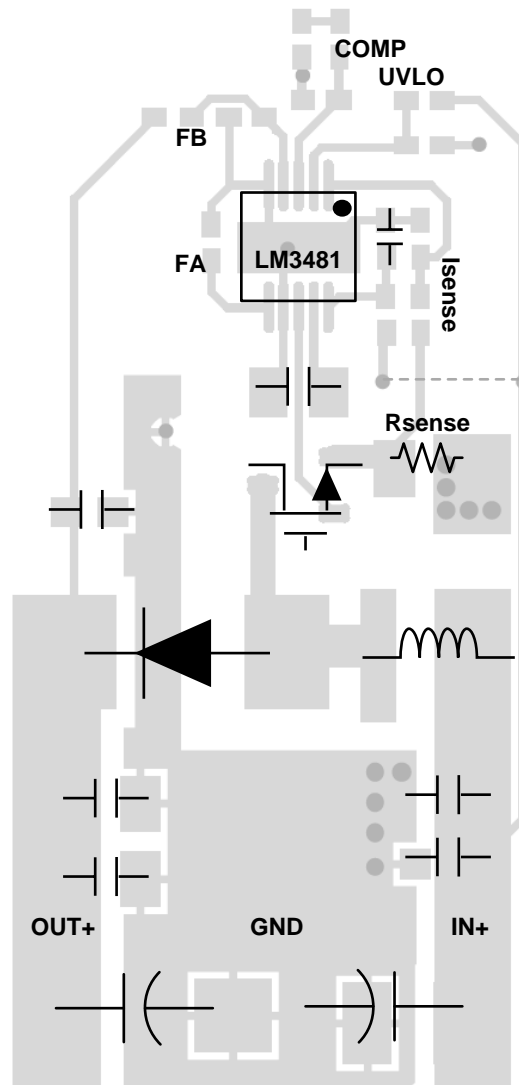 COMP
UVLO
FB
FA
LM3481
Isense
Rsense
OUT+
GND
IN+